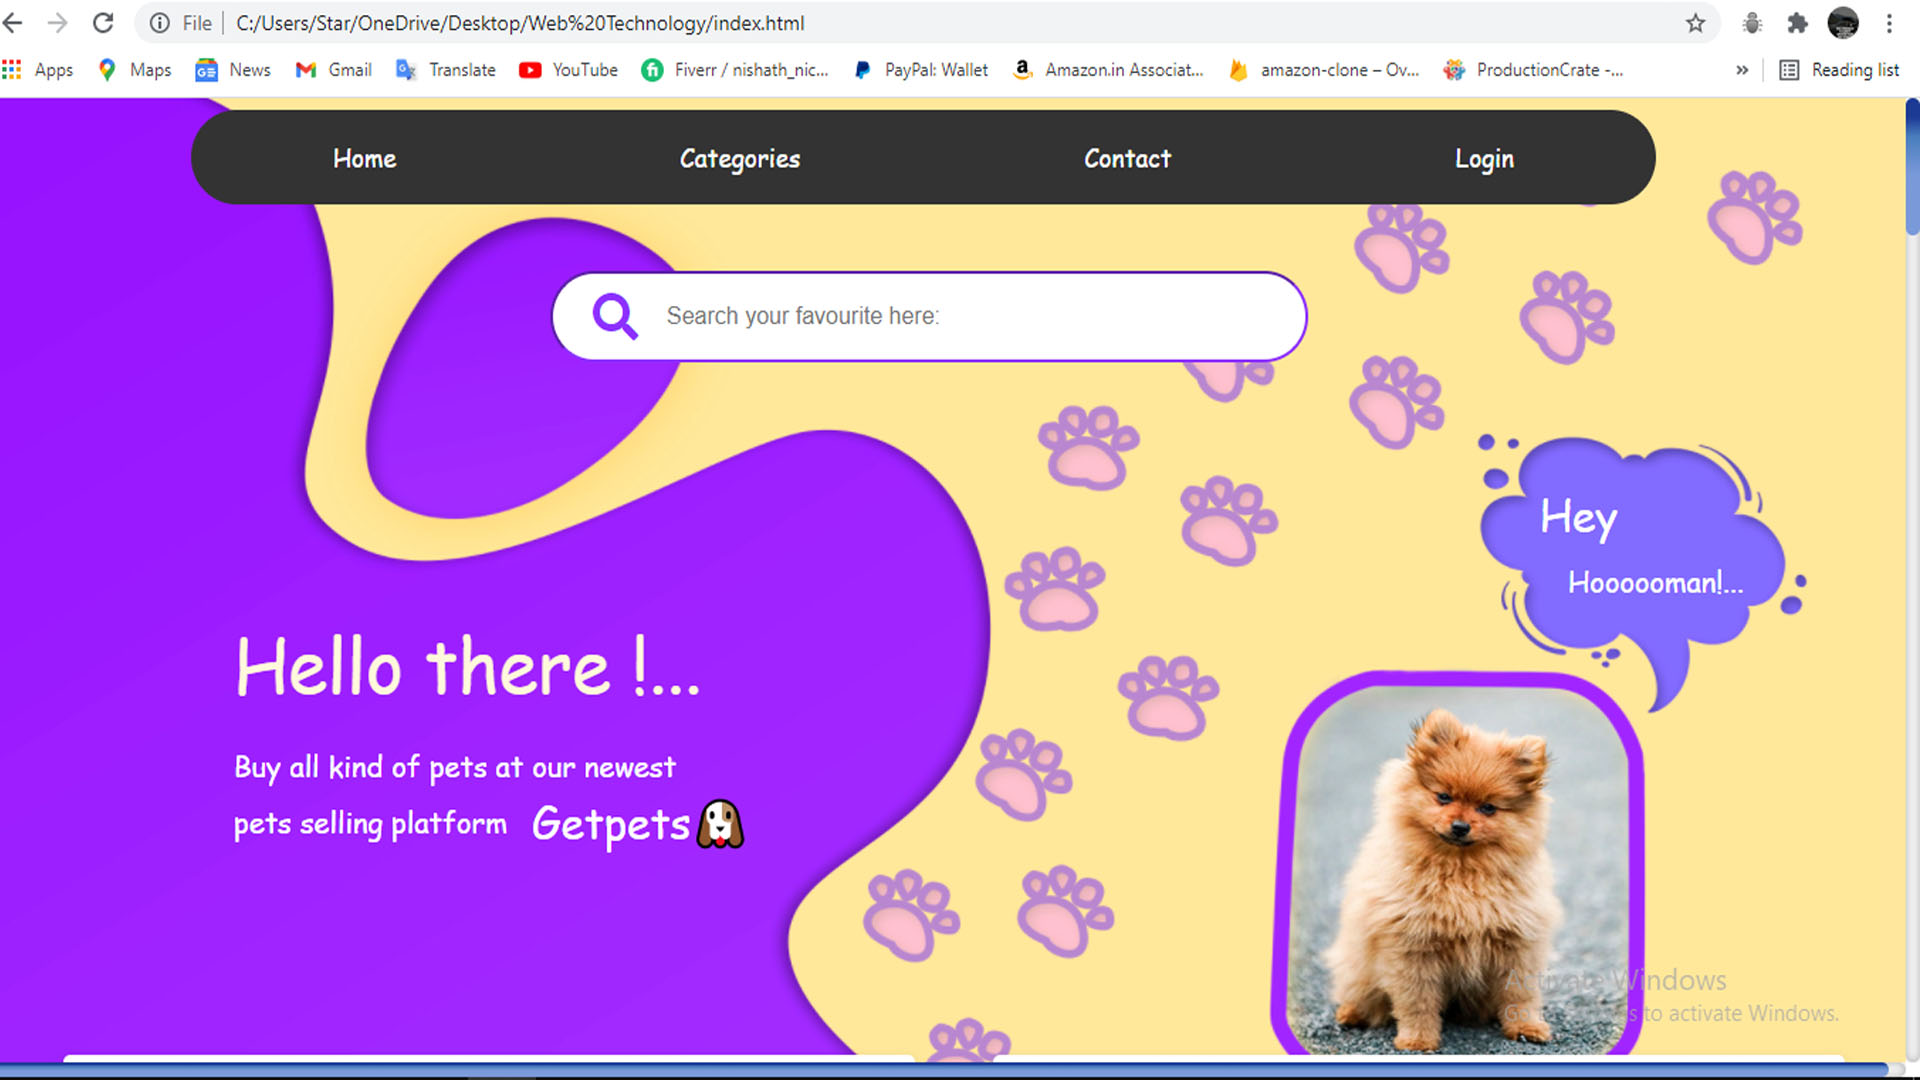 File C:/Users/Star/OneDrive/Desktop/Web%20Technology/index.html
Apps Maps News Gmail Translate YouTube Fiverr / nishath_nic... PayPal: Wallet Amazon.in Associat... amazon-clone – Ov... ProductionCrate -... » Reading list
Home Categories Contact Login
Search your favourite here:
Hey
Hoooooman!...
Hello there !...
Buy all kind of pets at our newest
pets selling platform Getpets
Activate Windows
to activate Windows.